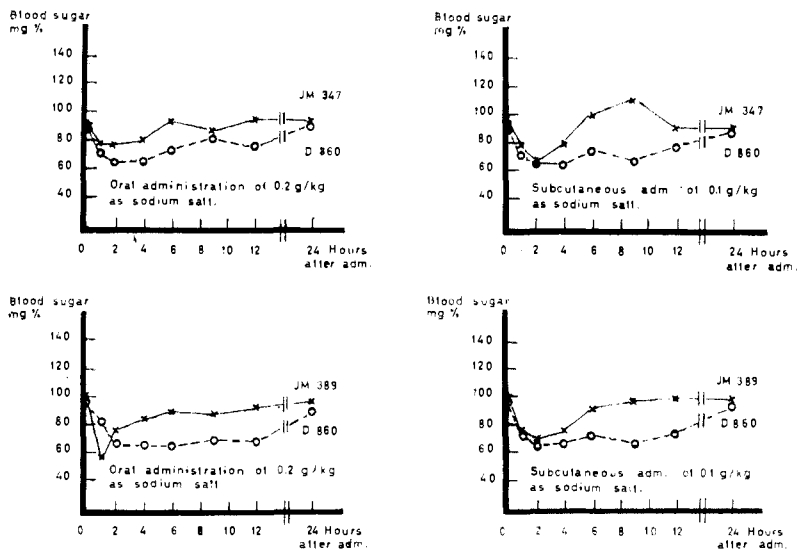 Blood sugar
mg %
140
120
100
80
60
40
JM 347
D 860
Oral administration of 0.2 g/kg
as sodium salt.
0 2 4 6 8 10 12 24 Hours
after adm.
Blood sugar
mg %
140
120
100
80
60
40
JM 347
D 860
Subcutaneous adm. of 0.1 g/kg
as sodium salt.
0 2 4 6 8 10 12 24 Hours
after adm.
Blood sugar
mg %
140
120
100
80
60
40
JM 389
D 860
Oral administration of 0.2 g/kg
as sodium salt
0 2 4 6 8 10 12 24 Hours
after adm.
Blood sugar
mg %
140
120
100
80
60
40
JM 389
D 860
Subcutaneous adm. of 0.1 g/kg
as sodium salt.
0 2 4 6 8 10 12 24 Hours
after adm.